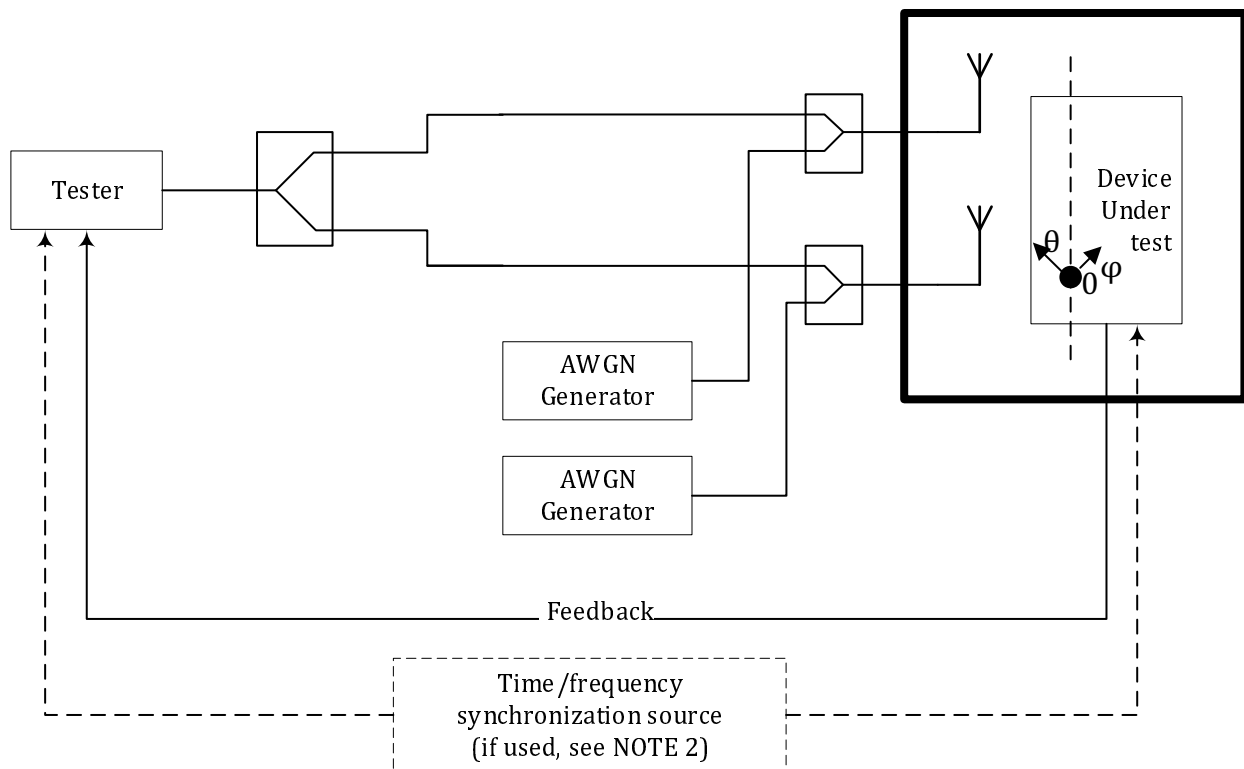 Tester
Device
Under
test
θ
φ
0
AWGN
Generator
AWGN
Generator
Feedback
Time/frequency
synchronization source
(if used, see NOTE 2)